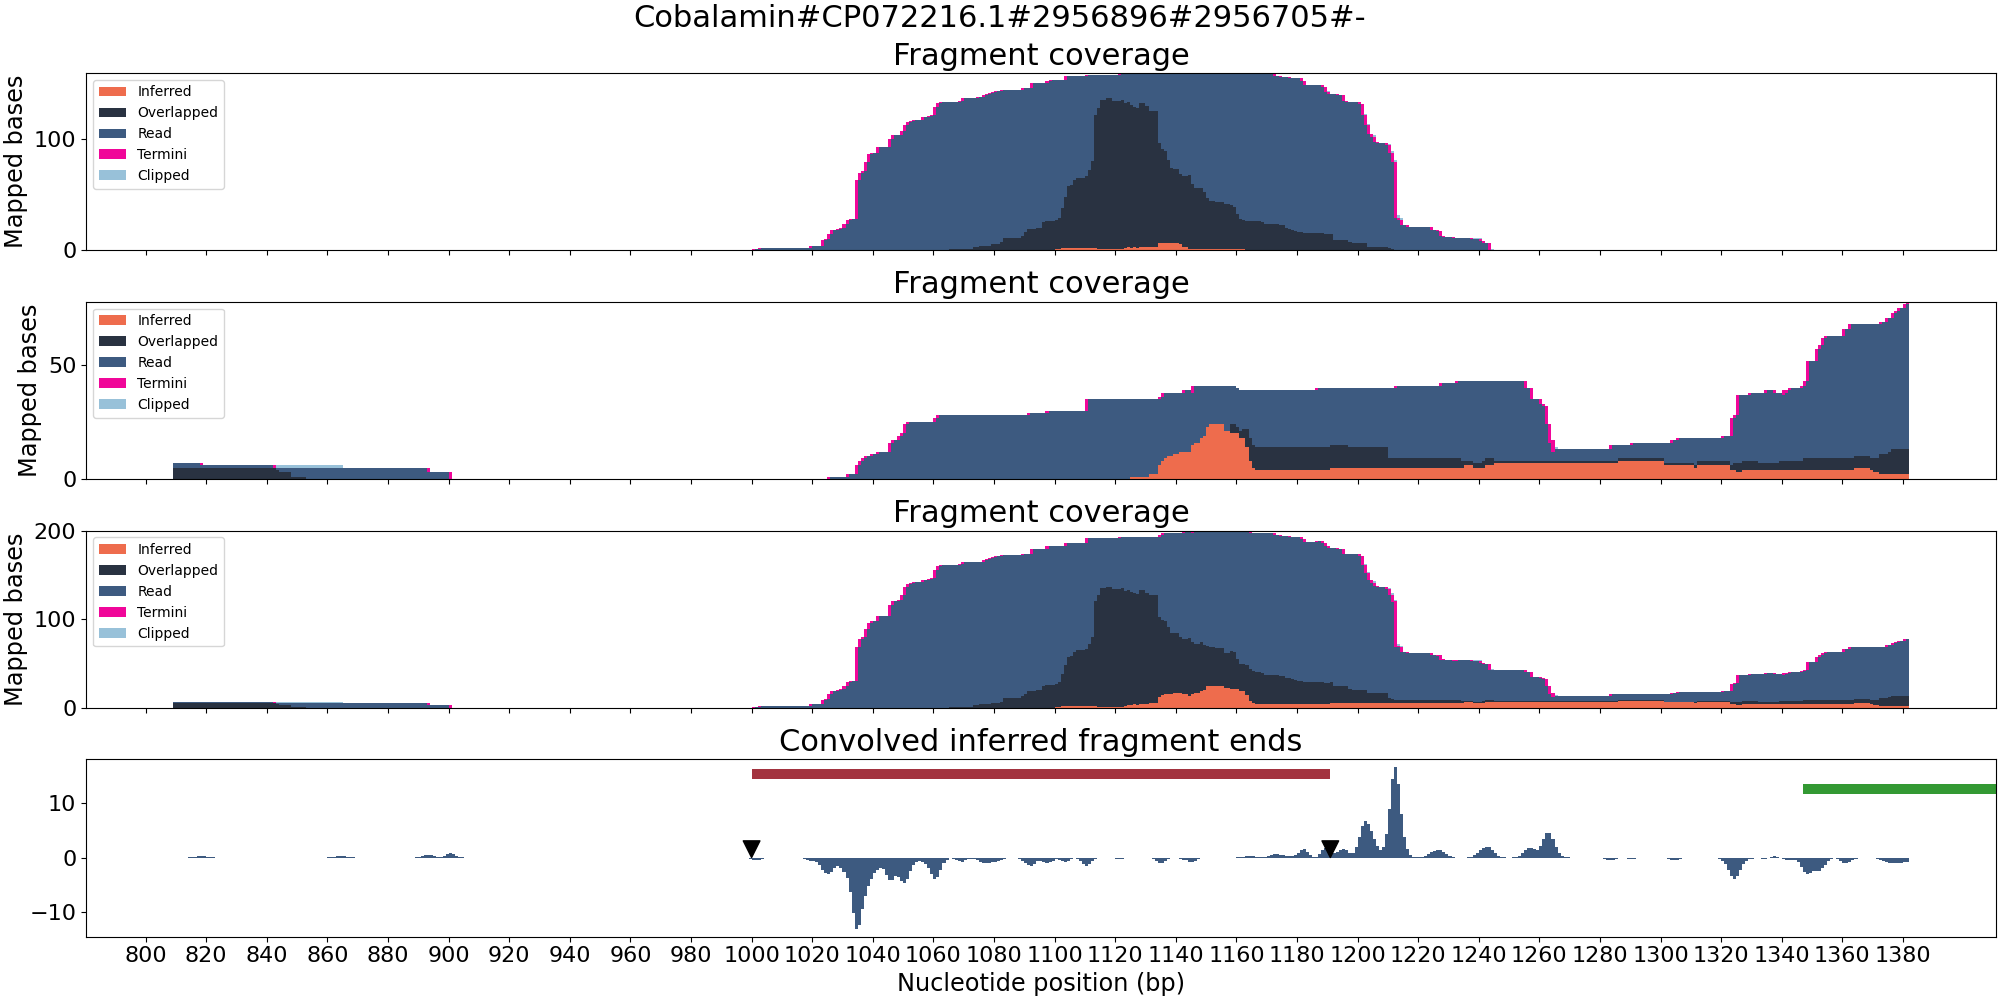 Cobalamin#CP072216.1#2956896#2956705#-
Fragment coverage
Mapped bases
100
0
Inferred
Overlapped
Read
Termini
Clipped
Fragment coverage
Mapped bases
50
0
Inferred
Overlapped
Read
Termini
Clipped
Fragment coverage
Mapped bases
200
100
0
Inferred
Overlapped
Read
Termini
Clipped
Convolved inferred fragment ends
10
0
−10
800 820 840 860 880 900 920 940 960 980 1000 1020 1040 1060 1080 1100 1120 1140 1160 1180 1200 1220 1240 1260 1280 1300 1320 1340 1360 1380
Nucleotide position (bp)